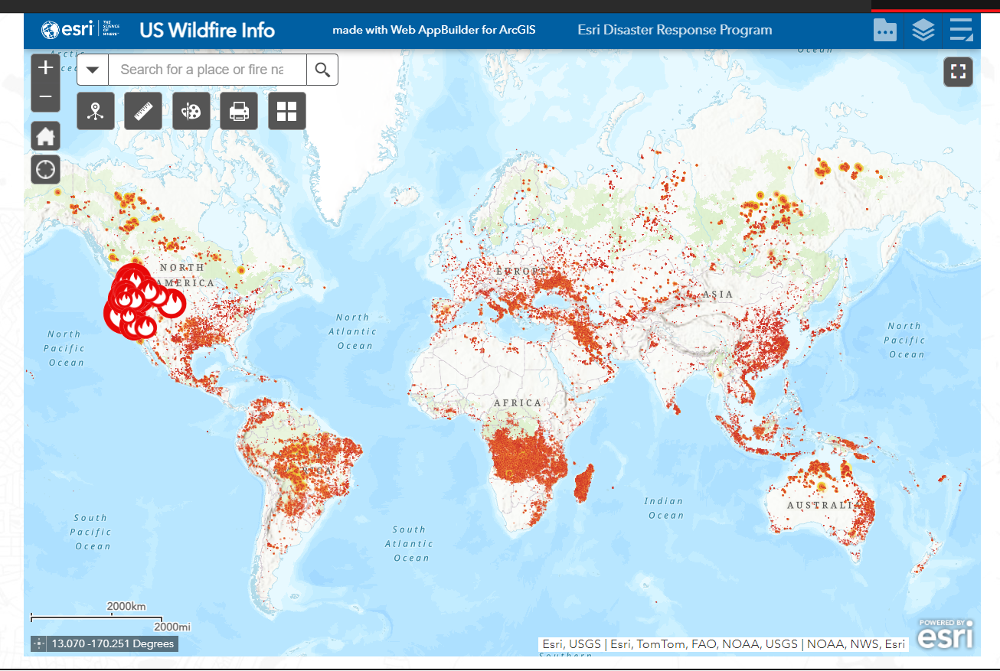 esri
THE
SCIENCE
OF
WHERE™
US Wildfire Info
made with Web AppBuilder for ArcGIS
Esri Disaster Response Program
Arctic
Ocean
Search for a place or fire na
NORTH
AMERICA
EUROPE
ASIA
North
Atlantic
Ocean
North
Pacific
Ocean
North
Pacific
Ocean
AFRICA
Indian
Ocean
AUSTRALI
South
Pacific
Ocean
South
Atlantic
Ocean
2000km
2000mi
13.070 -170.251 Degrees
Esri, USGS | Esri, TomTom, FAO, NOAA, USGS | NOAA, NWS, Esri
POWERED BY
esri
Southern